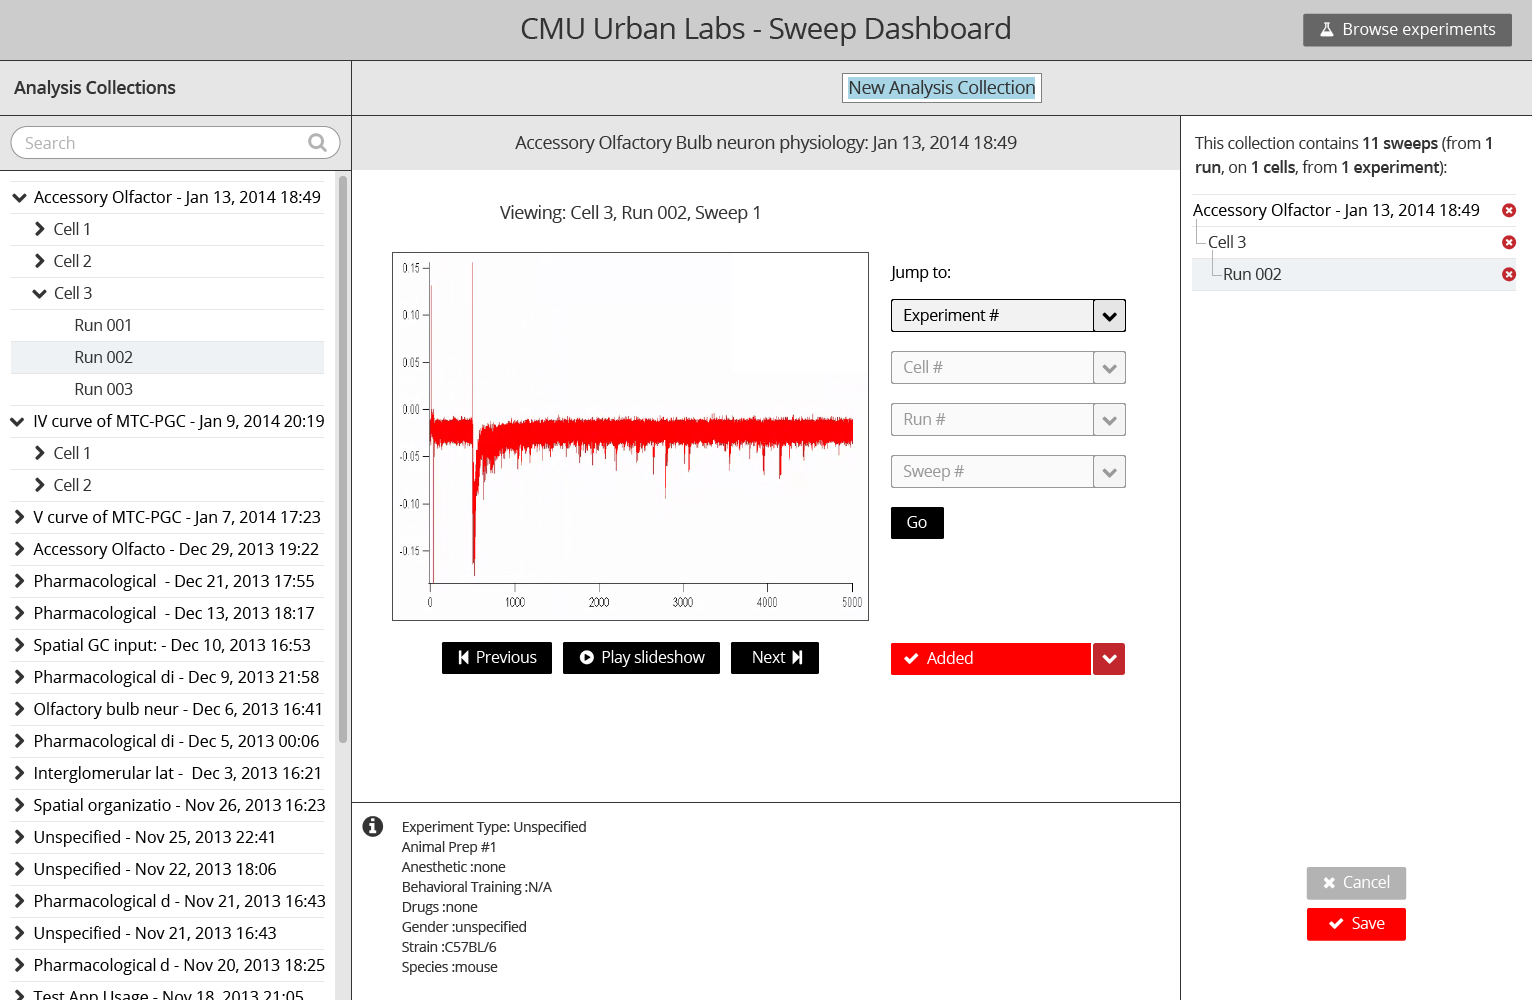 CMU Urban Labs - Sweep Dashboard
Browse experiments
Analysis Collections
New Analysis Collection
Search
Accessory Olfactor - Jan 13, 2014 18:49
Cell 1
Cell 2
Cell 3
Run 001
Run 002
Run 003
IV curve of MTC-PGC - Jan 9, 2014 20:19
Cell 1
Cell 2
V curve of MTC-PGC - Jan 7, 2014 17:23
Accessory Olfacto - Dec 29, 2013 19:22
Pharmacological  - Dec 21, 2013 17:55
Pharmacological  - Dec 13, 2013 18:17
Spatial GC input: - Dec 10, 2013 16:53
Pharmacological di - Dec 9, 2013 21:58
Olfactory bulb neur - Dec 6, 2013 16:41
Pharmacological di - Dec 5, 2013 00:06
Interglomerular lat -  Dec 3, 2013 16:21
Spatial organizatio - Nov 26, 2013 16:23
Unspecified - Nov 25, 2013 22:41
Unspecified - Nov 22, 2013 18:06
Pharmacological d - Nov 21, 2013 16:43
Unspecified - Nov 21, 2013 16:43
Pharmacological d - Nov 20, 2013 18:25
Test App Usage - Nov 18, 2013 21:05
Accessory Olfactory Bulb neuron physiology: Jan 13, 2014 18:49
Viewing: Cell 3, Run 002, Sweep 1
0.15
0.10
0.05
0.00
-0.05
-0.10
-0.15
0 1000 2000 3000 4000 5000
Jump to:
Experiment #
Cell #
Run #
Sweep #
Go
Previous
Play slideshow
Next
Added
Experiment Type: Unspecified
Animal Prep #1
Anesthetic :none
Behavioral Training :N/A
Drugs :none
Gender :unspecified
Strain :C57BL/6
Species :mouse
This collection contains 11 sweeps (from 1
run, on 1 cells, from 1 experiment):
Accessory Olfactor - Jan 13, 2014 18:49
Cell 3
Run 002
Cancel
Save